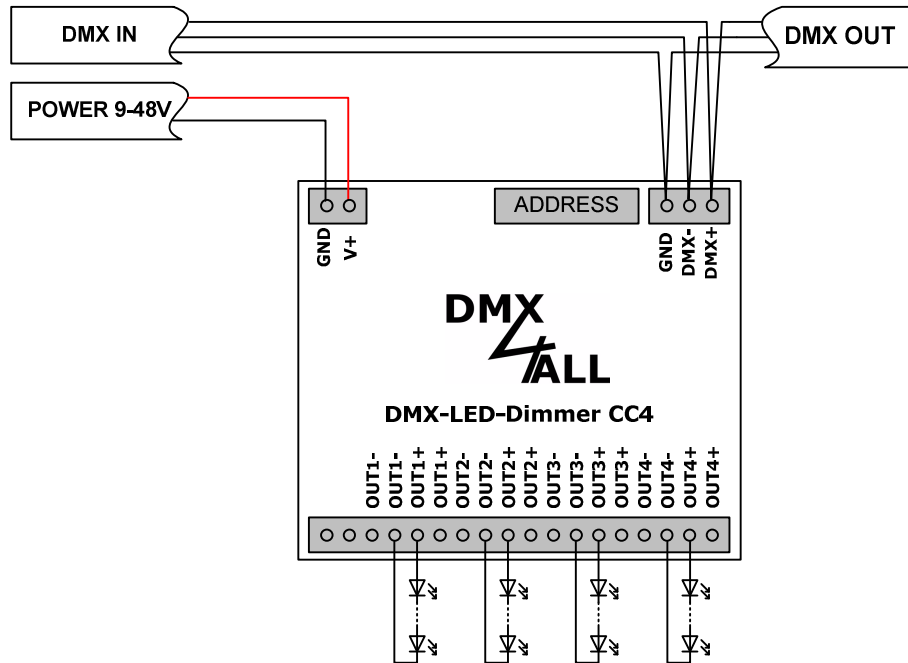 DMX IN
DMX OUT
POWER 9-48V
ADDRESS
GND
V+
GND
DMX-
DMX+
DMX
4
ALL
DMX-LED-Dimmer CC4
OUT1-
OUT1-
OUT1+
OUT1+
OUT2-
OUT2-
OUT2+
OUT2+
OUT3-
OUT3-
OUT3+
OUT3+
OUT4-
OUT4-
OUT4+
OUT4+